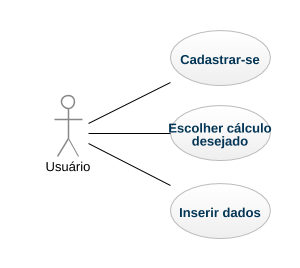 Cadastrar-se
Escolher cálculo
desejado
Usuário
Inserir dados